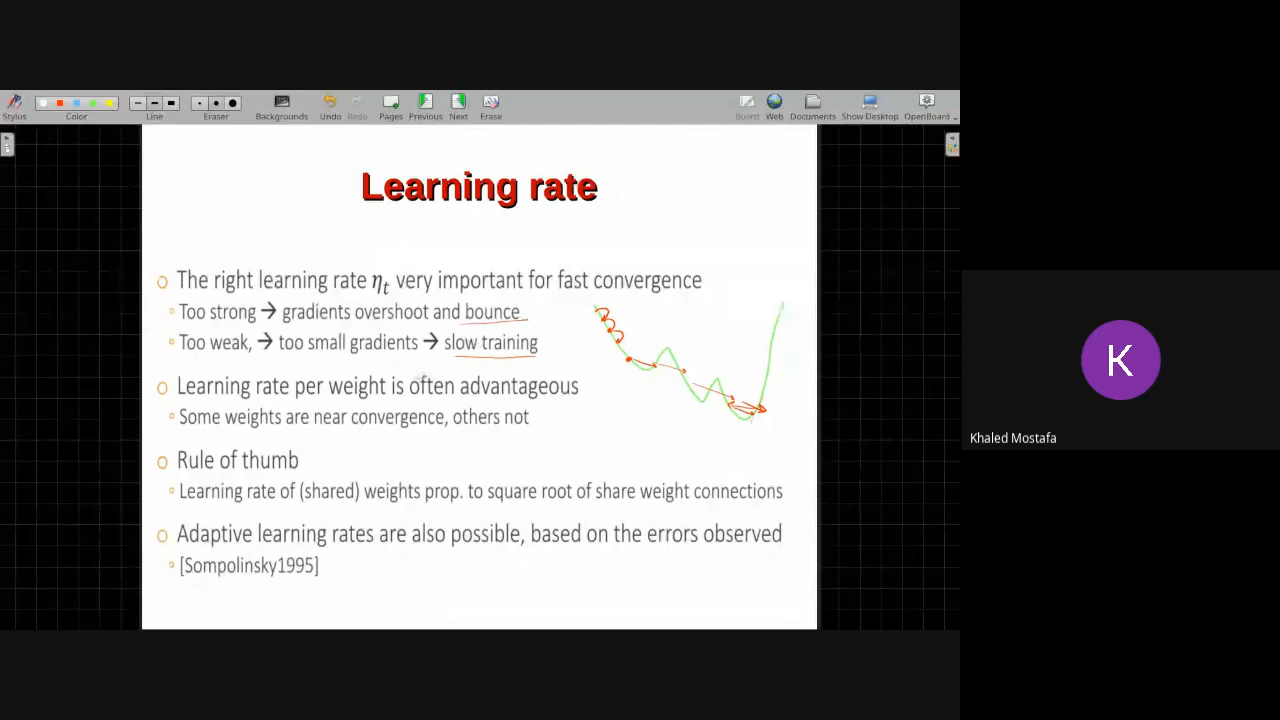 Stylus
Color
Line
Eraser
Backgrounds
Undo
Redo
Pages
Previous
Next
Erase
Board
Web
Documents
Show Desktop
OpenBoard
Learning rate
The right learning rate ηt very important for fast convergence
Too strong → gradients overshoot and bounce
Too weak, → too small gradients → slow training
Learning rate per weight is often advantageous
Some weights are near convergence, others not
Rule of thumb
Learning rate of (shared) weights prop. to square root of share weight connections
Adaptive learning rates are also possible, based on the errors observed
[Sompolinsky1995]
K
Khaled Mostafa